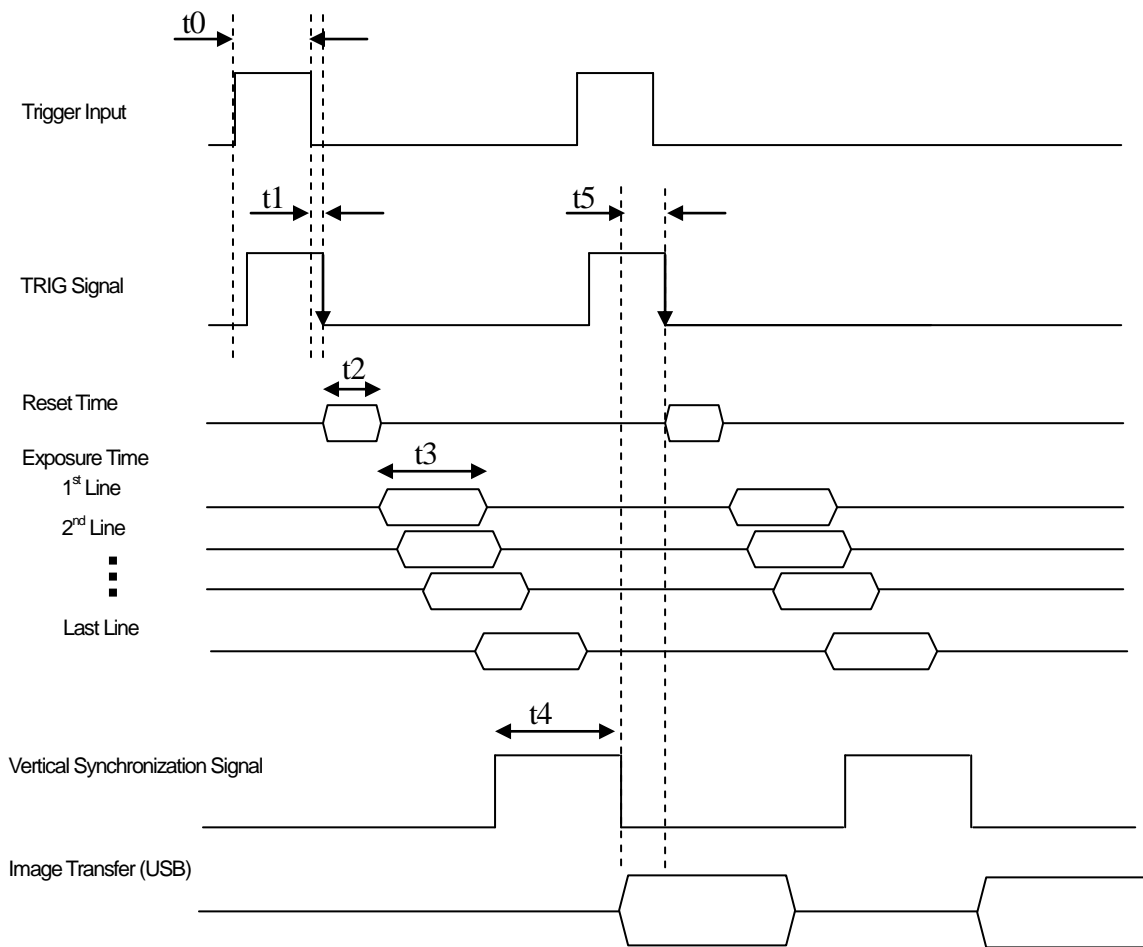 t0
Trigger Input
t1
t5
TRIG Signal
t2
Reset Time
Exposure Time
t3
1st Line
2nd Line
Last Line
t4
Vertical Synchronization Signal
Image Transfer (USB)